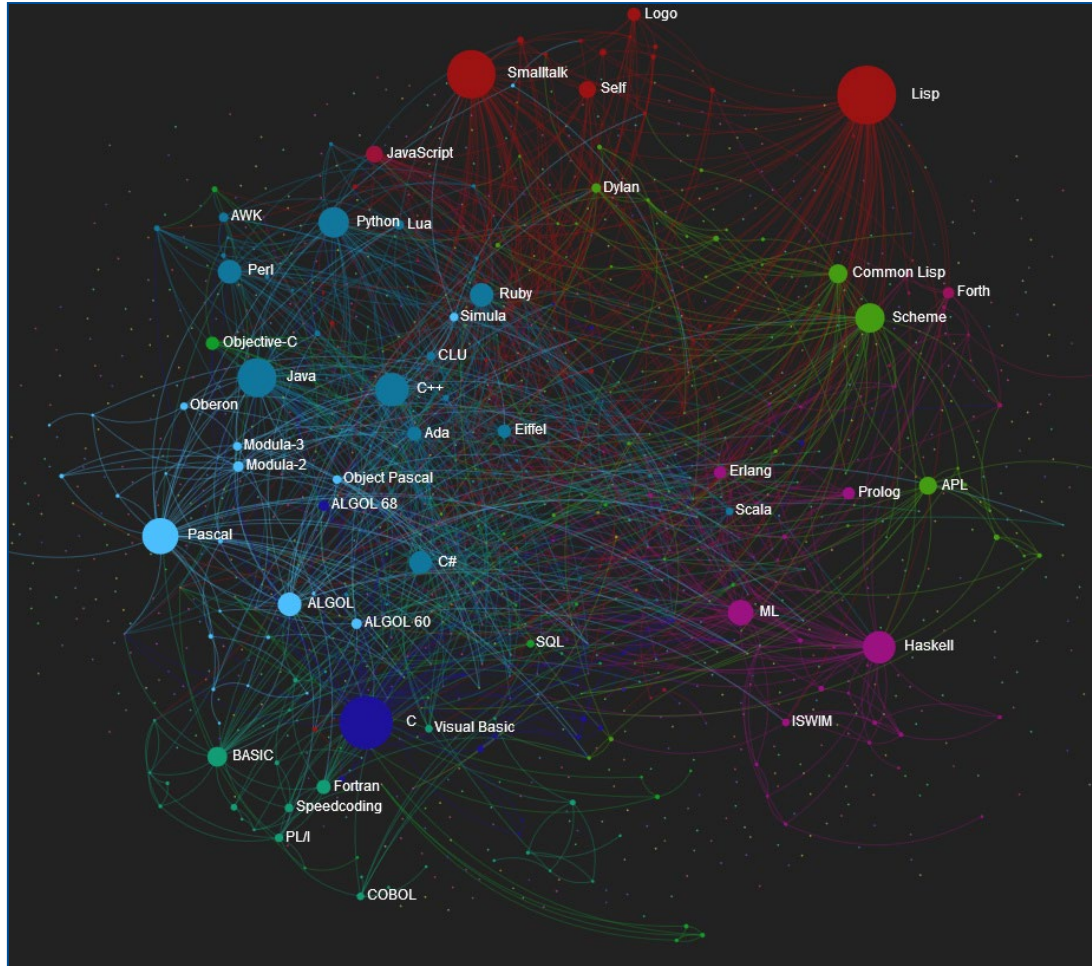 Logo
Smalltalk
Self
Lisp
JavaScript
Dylan
AWK
Python
Lua
Perl
Common Lisp
Forth
Ruby
Simula
Scheme
Objective-C
CLU
Java
C++
Oberon
Ada
Eiffel
Modula-3
Modula-2
Object Pascal
Erlang
ALGOL 68
Prolog
APL
Scala
Pascal
C#
ALGOL
ALGOL 60
ML
SQL
Haskell
C
Visual Basic
ISWIM
BASIC
Fortran
Speedcoding
PL/I
COBOL